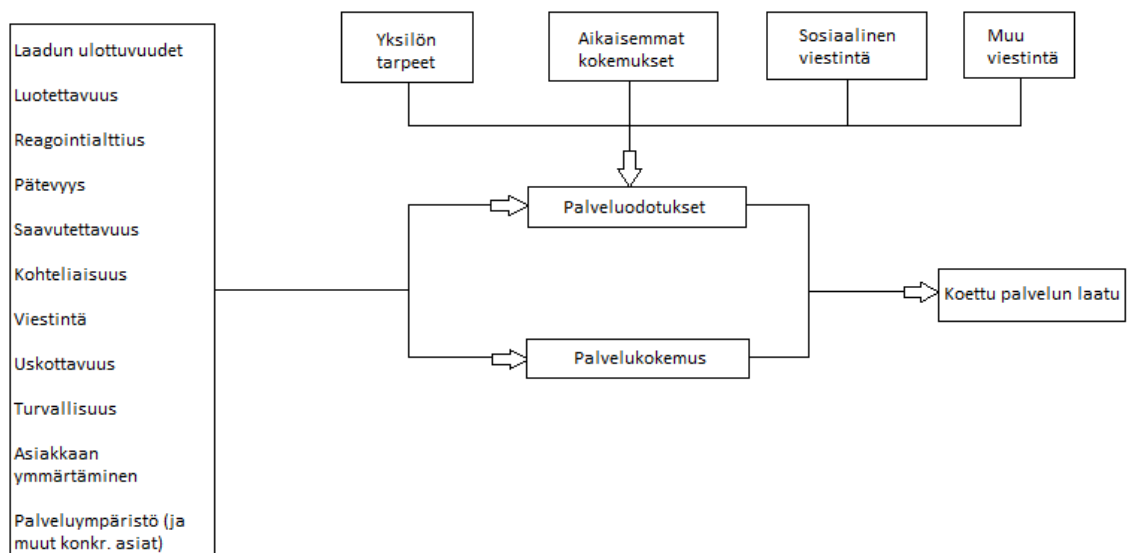 Laadun ulottuvuudet
Luotettavuus
Reagointialttius
Pätevyys
Saavutettavuus
Kohteliaisuus
Viestintä
Uskottavuus
Turvallisuus
Asiakkaan
ymmärtäminen
Palveluympäristö (ja
muut konkr. asiat)
Yksilön
tarpeet
Aikaisemmat
kokemukset
Sosiaalinen
viestintä
Muu
viestintä
Palveluodotukset
Palvelukokemus
Koettu palvelun laatu